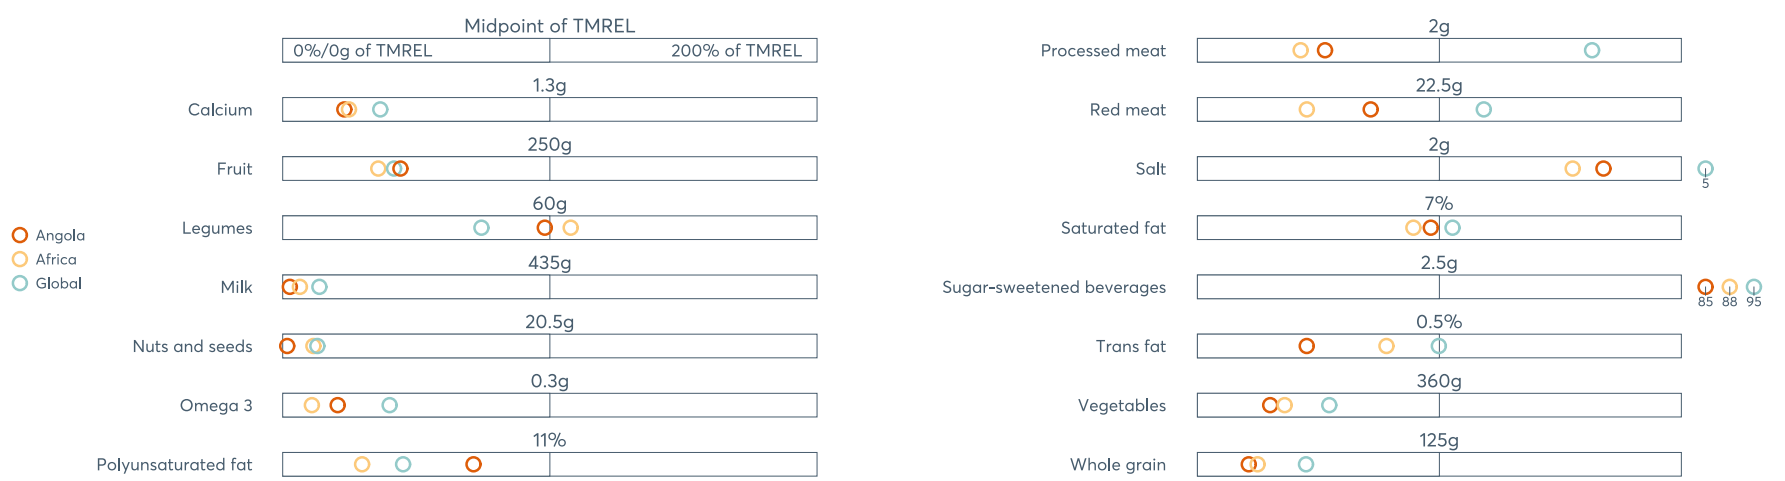 Midpoint of TMREL
0%/0g of TMREL 200% of TMREL
Calcium 1.3g
Fruit 250g
Legumes 60g
Milk 435g
Nuts and seeds 20.5g
Omega 3 0.3g
Polyunsaturated fat 11%
Angola
Africa
Global
Processed meat 2g
Red meat 22.5g
Salt 2g
5
Saturated fat 7%
Sugar-sweetened beverages 2.5g
85 88 95
Trans fat 0.5%
Vegetables 360g
Whole grain 125g